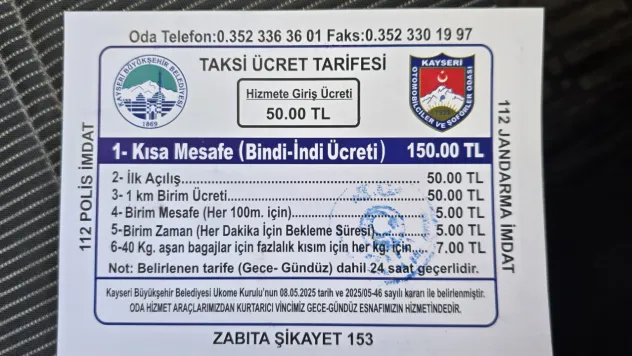 Oda Telefon:0.352 336 36 01 Faks:0.352 330 19 97
KAYSERİ BÜYÜKŞEHİR BELEDİYESİ
1869
TAKSİ ÜCRET TARİFESİ
Hizmete Giriş Ücreti
50.00 TL
KAYSERİ
OTOMOBİLCİLER VE ŞOFÖRLER ODASI
1- Kısa Mesafe (Bindi-İndi Ücreti) 150.00 TL
2- İlk Açılış 50.00 TL
3- 1 km Birim Ücreti 50.00 TL
4- Birim Mesafe (Her 100m. için) 5.00 TL
5-Birim Zaman (Her Dakika İçin Bekleme Süresi) 5.00 TL
6-40 Kg. aşan bagajlar için fazlalık kısım için her kg. için 7.00 TL
Not: Belirlenen tarife (Gece- Gündüz) dahil 24 saat geçerlidir.
Kayseri Büyükşehir Belediyesi Ukome Kurulu'nun 08.05.2025 tarih ve 2025/05-46 sayılı kararı ile belirlenmiştir.
ODA HİZMET ARAÇLARIMIZDAN KURTARICI VİNCİMİZ GECE-GÜNDÜZ ESNAFIMIZIN HİZMETİNDEDİR.
ZABITA ŞİKAYET 153
112 POLİS İMDAT
112 JANDARMA İMDAT